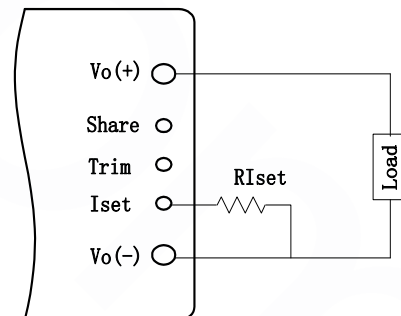 Vo(+)
Share
Trim
Iset
RIset
Vo(-)
Load